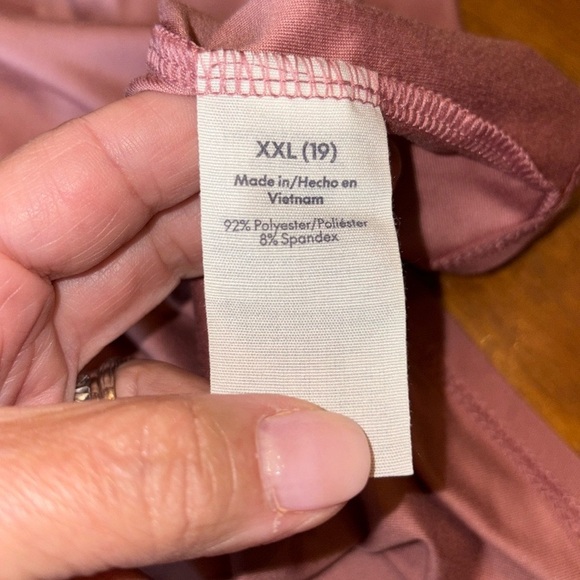 XXL (19)
Made in/Hecho en
Vietnam
92% Polyester/Poliéster
8% Spandex